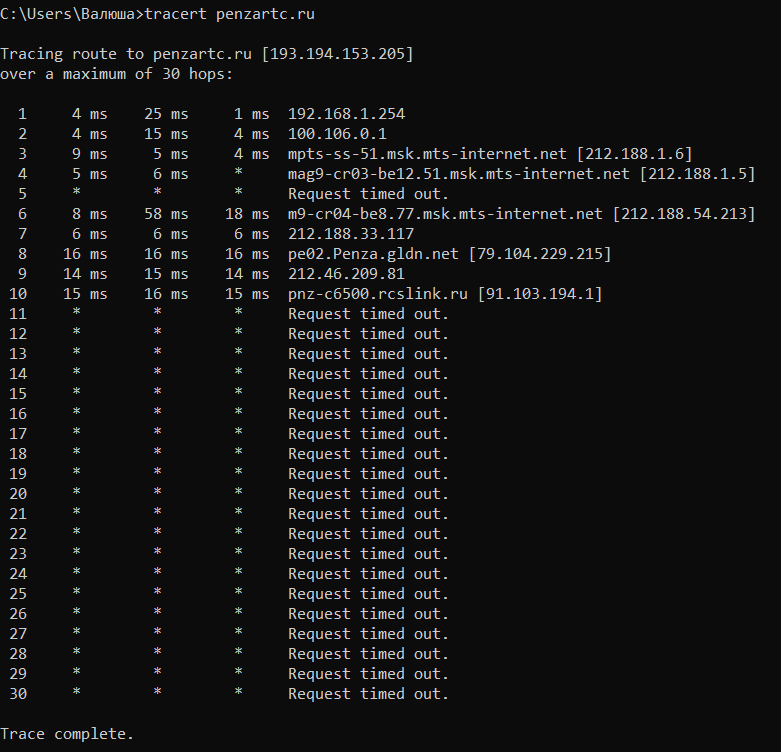 C:\Users\Валюша>tracert penzartc.ru
Tracing route to penzartc.ru [193.194.153.205]
over a maximum of 30 hops:
1 4 ms 25 ms 1 ms 192.168.1.254
2 4 ms 15 ms 4 ms 100.106.0.1
3 9 ms 5 ms 4 ms mpts-ss-51.msk.mts-internet.net [212.188.1.6]
4 5 ms 6 ms * mag9-cr03-be12.51.msk.mts-internet.net [212.188.1.5]
5 * * * Request timed out.
6 8 ms 58 ms 18 ms m9-cr04-be8.77.msk.mts-internet.net [212.188.54.213]
7 6 ms 6 ms 6 ms 212.188.33.117
8 16 ms 16 ms 16 ms pe02.Penza.gldn.net [79.104.229.215]
9 14 ms 15 ms 14 ms 212.46.209.81
10 15 ms 16 ms 15 ms pnz-c6500.rcslink.ru [91.103.194.1]
11 * * * Request timed out.
12 * * * Request timed out.
13 * * * Request timed out.
14 * * * Request timed out.
15 * * * Request timed out.
16 * * * Request timed out.
17 * * * Request timed out.
18 * * * Request timed out.
19 * * * Request timed out.
20 * * * Request timed out.
21 * * * Request timed out.
22 * * * Request timed out.
23 * * * Request timed out.
24 * * * Request timed out.
25 * * * Request timed out.
26 * * * Request timed out.
27 * * * Request timed out.
28 * * * Request timed out.
29 * * * Request timed out.
30 * * * Request timed out.
Trace complete.